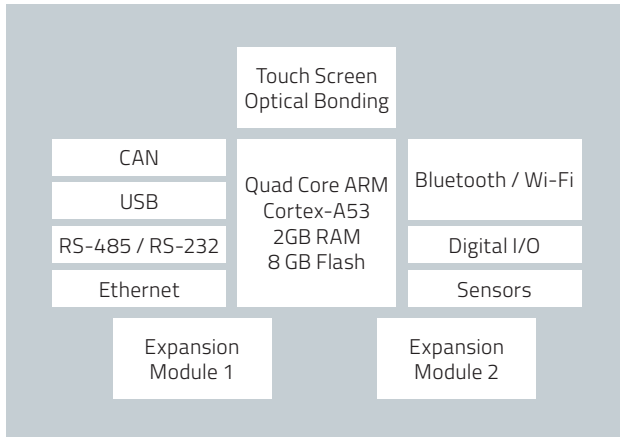 Touch Screen
Optical Bonding
CAN
USB
RS-485 / RS-232
Ethernet
Quad Core ARM
Cortex-A53
2GB RAM
8 GB Flash
Bluetooth / Wi-Fi
Digital I/O
Sensors
Expansion
Module 1
Expansion
Module 2